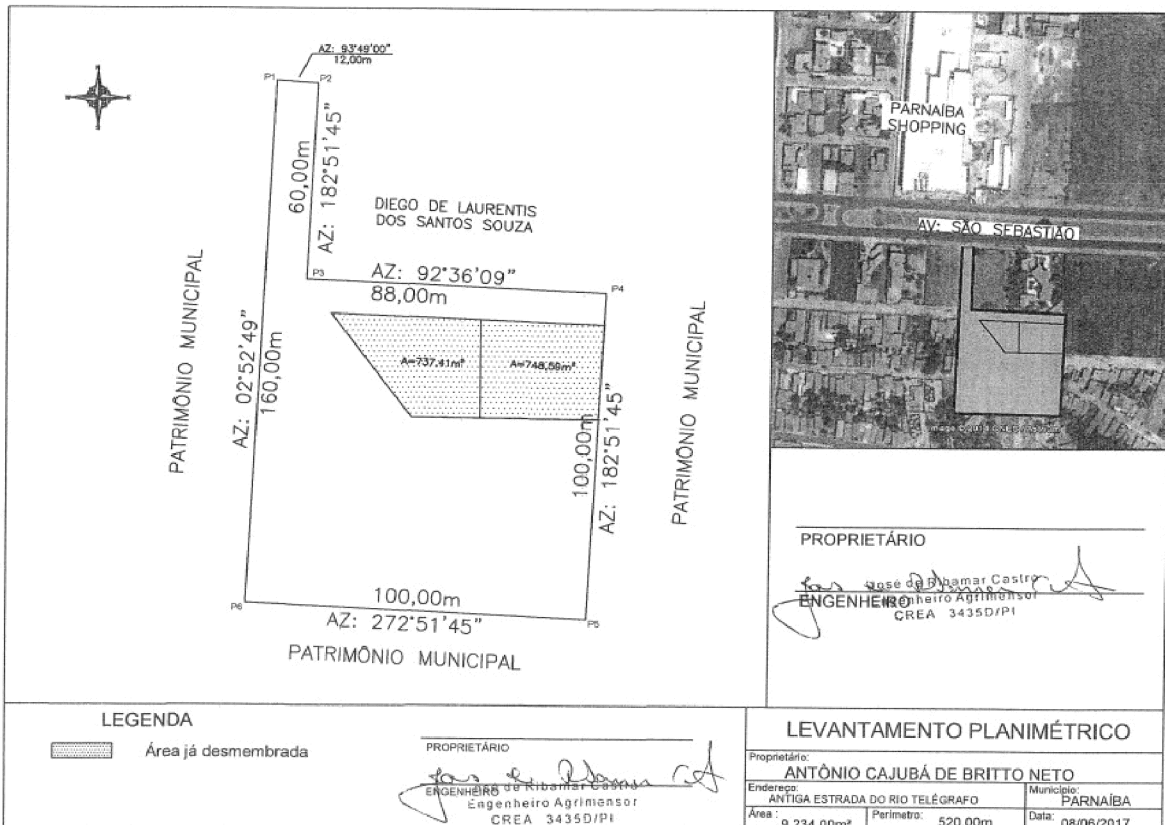 AZ: 93°49'00"
12,00m
P1
P2
60,00m
AZ: 182°51'45"
DIEGO DE LAURENTIS
DOS SANTOS SOUZA
P3
AZ: 92°36'09"
88,00m
P4
PATRIMÔNIO MUNICIPAL
AZ: 02°52'49"
160,00m
A=737,41m²
A=748,59m²
100,00m
AZ: 182°51'45"
PATRIMÔNIO MUNICIPAL
P6
100,00m
AZ: 272°51'45"
P5
PATRIMÔNIO MUNICIPAL
PARNAÍBA
SHOPPING
AV: SÃO SEBASTIÃO
PROPRIETÁRIO
José de Ribamar Castro
ENGENHEIRO
Engenheiro Agrimensor
CREA 3435D/PI
LEGENDA
Área já desmembrada
PROPRIETÁRIO
José de Ribamar Castro
ENGENHEIRO
Engenheiro Agrimensor
CREA 3435D/PI
LEVANTAMENTO PLANIMÉTRICO
Proprietário:
ANTÔNIO CAJUBÁ DE BRITTO NETO
Endereço:
ANTIGA ESTRADA DO RIO TELÉGRAFO
Município:
PARNAÍBA
Área: 9.234,00m²
Perímetro: 520,00m
Data: 08/06/2017